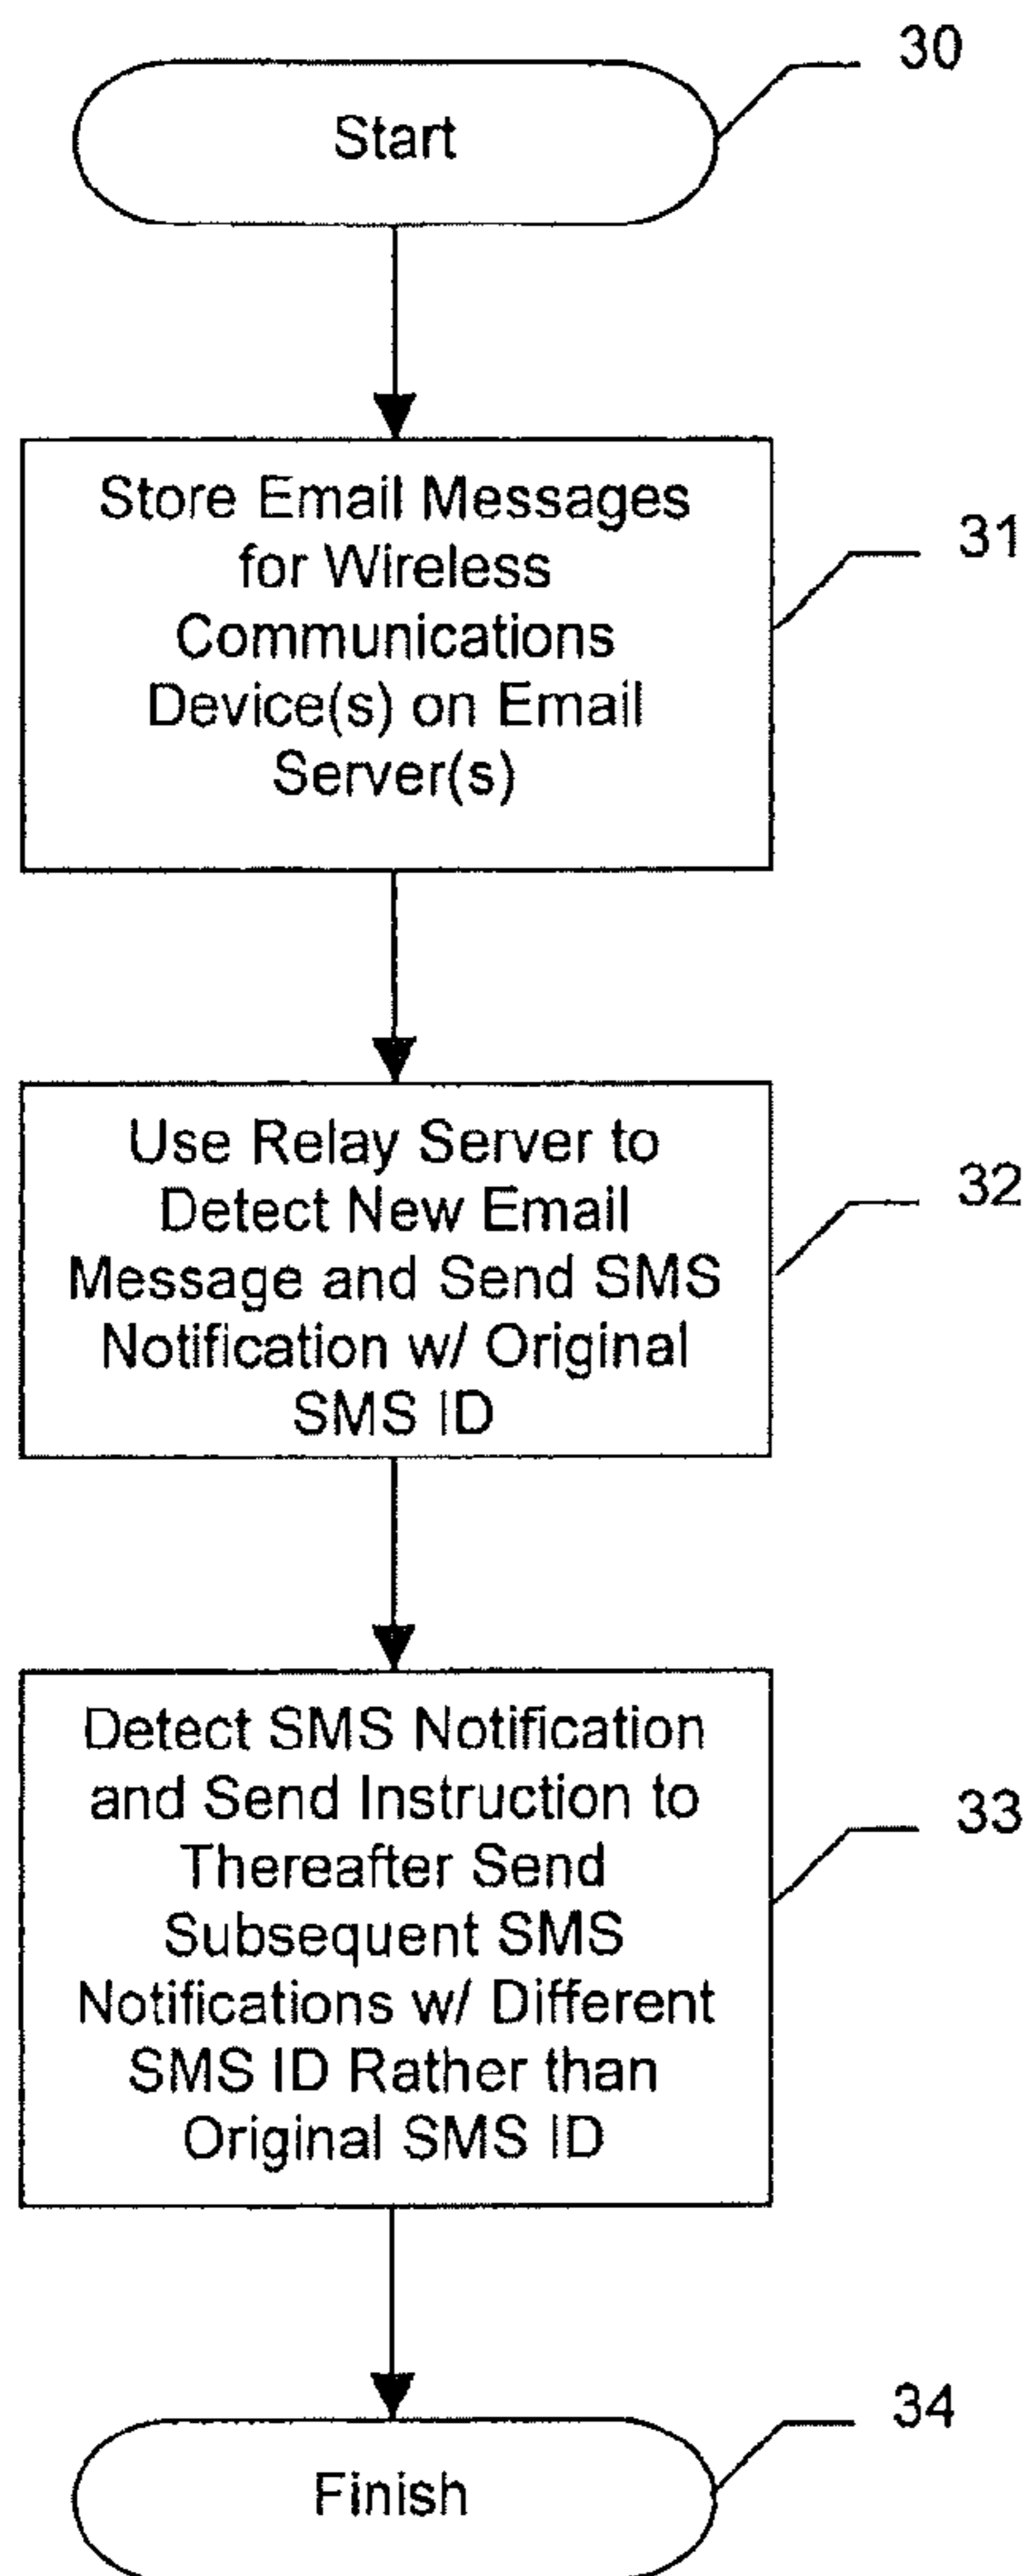 30
Start
Store Email Messages
for Wireless
Communications
Device(s) on Email
Server(s)
31
Use Relay Server to
Detect New Email
Message and Send SMS
Notification w/ Original
SMS ID
32
Detect SMS Notification
and Send Instruction to
Thereafter Send
Subsequent SMS
Notifications w/ Different
SMS ID Rather than
Original SMS ID
33
34
Finish